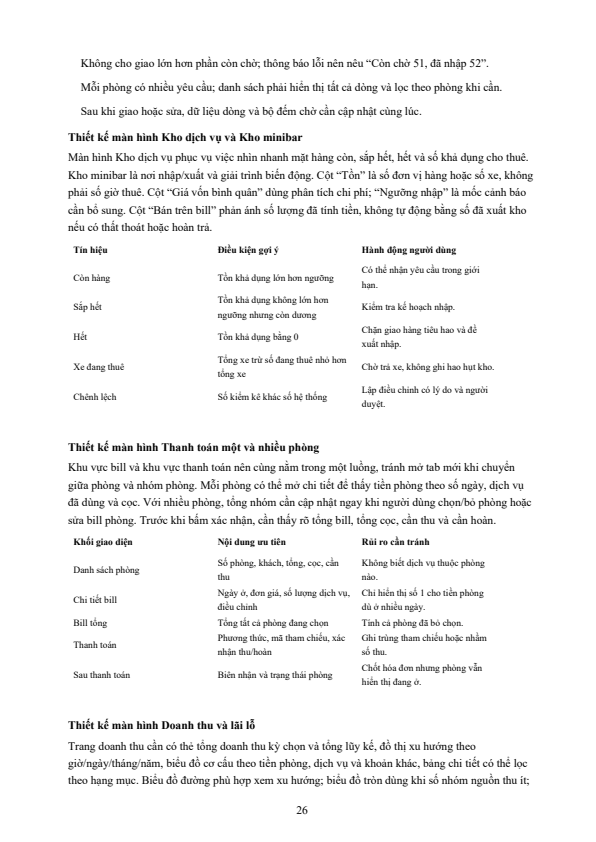 Không cho giao lớn hơn phần còn chờ; thông báo lỗi nên nêu “Còn chờ 51, đã nhập 52”.
Mỗi phòng có nhiều yêu cầu; danh sách phải hiển thị tất cả dòng và lọc theo phòng khi cần.
Sau khi giao hoặc sửa, dữ liệu dòng và bộ đếm chờ cần cập nhật cùng lúc.
Thiết kế màn hình Kho dịch vụ và Kho minibar
Màn hình Kho dịch vụ phục vụ việc nhìn nhanh mặt hàng còn, sắp hết, hết và số khả dụng cho thuê.
Kho minibar là nơi nhập/xuất và giải trình biến động. Cột “Tồn” là số đơn vị hàng hoặc số xe, không
phải số giờ thuê. Cột “Giá vốn bình quân” dùng phân tích chi phí; “Ngưỡng nhập” là mốc cảnh báo
cần bổ sung. Cột “Bán trên bill” phản ánh số lượng đã tính tiền, không tự động bằng số đã xuất kho
nếu có thất thoát hoặc hoàn trả.
Tín hiệu Điều kiện gợi ý Hành động người dùng
Còn hàng Tồn khả dụng lớn hơn ngưỡng Có thể nhận yêu cầu trong giới
hạn.
Sắp hết Tồn khả dụng không lớn hơn
ngưỡng nhưng còn dương Kiểm tra kế hoạch nhập.
Hết Tồn khả dụng bằng 0 Chặn giao hàng tiêu hao và đề
xuất nhập.
Xe đang thuê Tổng xe trừ số đang thuê nhỏ hơn
tổng xe Chờ trả xe, không ghi hao hụt kho.
Chênh lệch Số kiểm kê khác số hệ thống Lập điều chỉnh có lý do và người
duyệt.
Thiết kế màn hình Thanh toán một và nhiều phòng
Khu vực bill và khu vực thanh toán nên cùng nằm trong một luồng, tránh mở tab mới khi chuyển
giữa phòng và nhóm phòng. Mỗi phòng có thể mở chi tiết để thấy tiền phòng theo số ngày, dịch vụ
đã dùng và cọc. Với nhiều phòng, tổng nhóm cần cập nhật ngay khi người dùng chọn/bỏ phòng hoặc
sửa bill phòng. Trước khi bấm xác nhận, cần thấy rõ tổng bill, tổng cọc, cần thu và cần hoàn.
Khối giao diện Nội dung ưu tiên Rủi ro cần tránh
Danh sách phòng Số phòng, khách, tổng, cọc, cần
thu Không biết dịch vụ thuộc phòng
nào.
Chi tiết bill Ngày ở, đơn giá, số lượng dịch vụ,
điều chỉnh Chỉ hiển thị số 1 cho tiền phòng
dù ở nhiều ngày.
Bill tổng Tổng tất cả phòng đang chọn Tính cả phòng đã bỏ chọn.
Thanh toán Phương thức, mã tham chiếu, xác
nhận thu/hoàn Ghi trùng tham chiếu hoặc nhầm
số thu.
Sau thanh toán Biên nhận và trạng thái phòng Chốt hóa đơn nhưng phòng vẫn
hiển thị đang ở.
Thiết kế màn hình Doanh thu và lãi lỗ
Trang doanh thu cần có thẻ tổng doanh thu kỳ chọn và tổng lũy kế, đồ thị xu hướng theo
giờ/ngày/tháng/năm, biểu đồ cơ cấu theo tiền phòng, dịch vụ và khoản khác, bảng chi tiết có thể lọc
theo hạng mục. Biểu đồ đường phù hợp xem xu hướng; biểu đồ tròn dùng khi số nhóm nguồn thu ít;
26